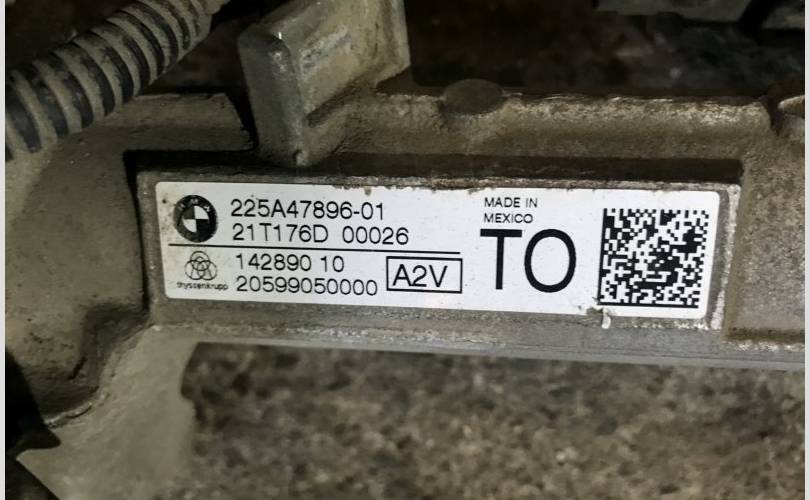 225A47896-01
21T176D 00026
142890 10
20599050000
A2V
thyssenkrupp
MADE IN
MEXICO
TO